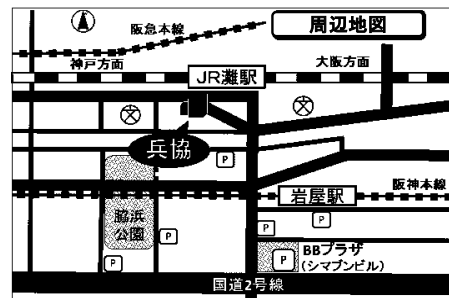 周辺地図
阪急本線
神戸方面
JR灘駅
大阪方面
兵協
P
脇浜
公園
岩屋駅
阪神本線
P
P
P
P
P
BBプラザ
(シマブンビル)
国道2号線